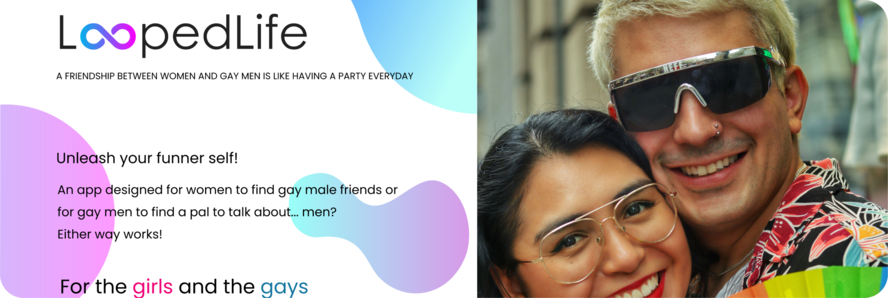 LoopedLife
A FRIENDSHIP BETWEEN WOMEN AND GAY MEN IS LIKE HAVING A PARTY EVERYDAY
Unleash your funner self!
An app designed for women to find gay male friends or
for gay men to find a pal to talk about... men?
Either way works!
For the girls and the gays